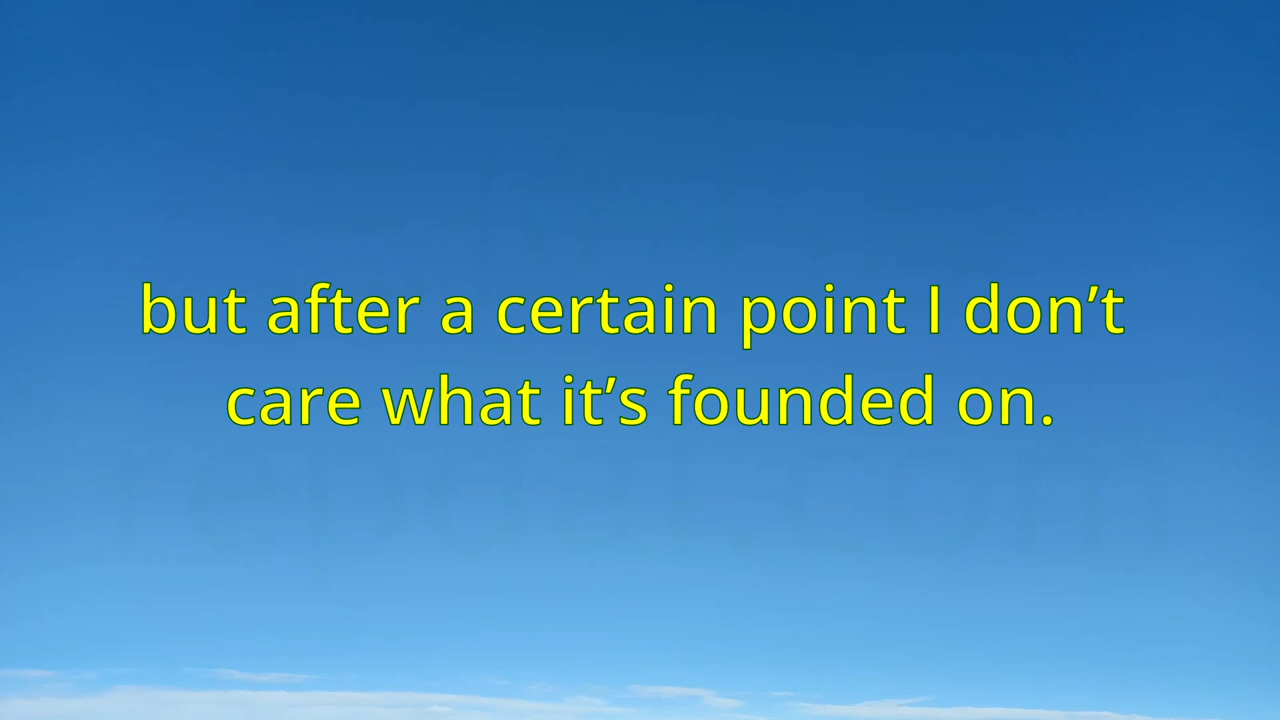 but after a certain point I don’t
care what it’s founded on.